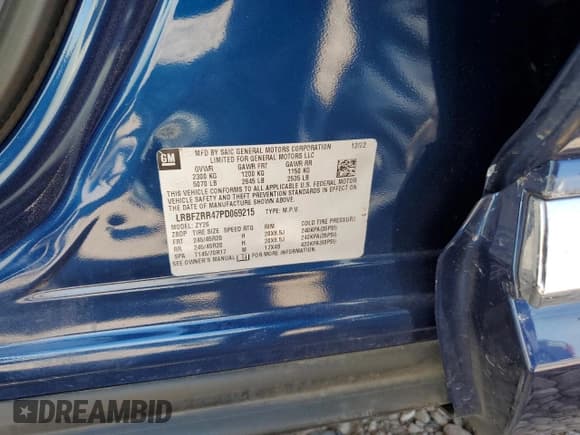 GM
MFD BY SAIC GENERAL MOTORS CORPORATION 12/22
LIMITED FOR GENERAL MOTORS LLC
GVWR GAWR FRT GAWR RR
2300 KG 1200 KG 1150 KG
5070 LB 2645 LB 2535 LB
THIS VEHICLE CONFORMS TO ALL APPLICABLE U.S. FEDERAL MOTOR
VEHICLE SAFETY AND THEFT PREVENTION STANDARDS IN EFFECT ON THE DATE OF
MANUFACTURE SHOWN ABOVE.
LRBFZRR47PD069215 TYPE: M.P.V.
MODEL: ZY26
ZBOP TIRE SIZE SPEED RTG RIM COLD TIRE PRESSURE
FRT 245/45R20 H 20X8.5J 240KPA(35PSI)
RR 245/45R20 H 20X8.5J 240KPA(35PSI)
SPA T145/70R17 M 17X4B 420KPA(60PSI)
SEE OWNER'S MANUAL FOR MORE INFORMATION
DREAMBID